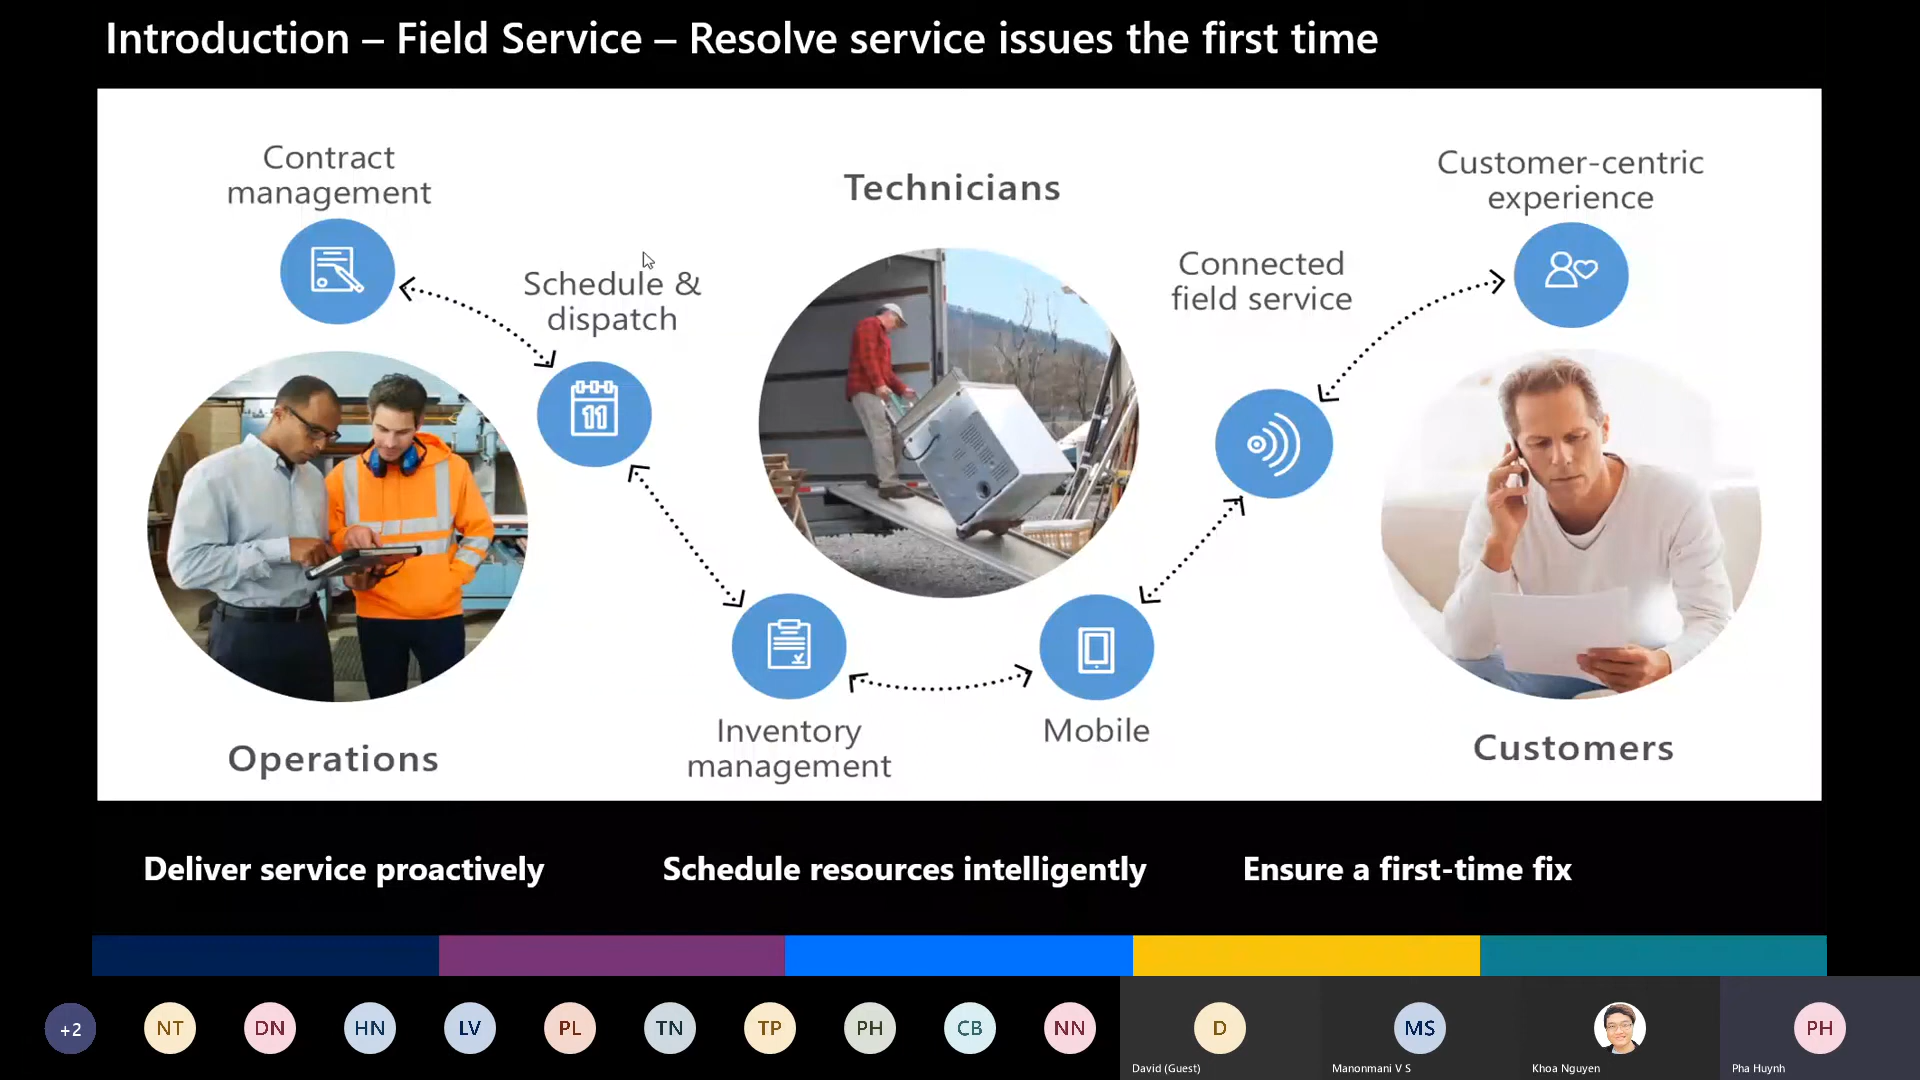 Introduction – Field Service – Resolve service issues the first time
Contract
management
Schedule &
dispatch
11
Technicians
Connected
field service
Customer-centric
experience
Operations
Inventory
management
Mobile
Customers
Deliver service proactively
Schedule resources intelligently
Ensure a first-time fix
+2
NT
DN
HN
LV
PL
TN
TP
PH
CB
NN
D
David (Guest)
MS
Manonmani V S
Khoa Nguyen
PH
Pha Huynh